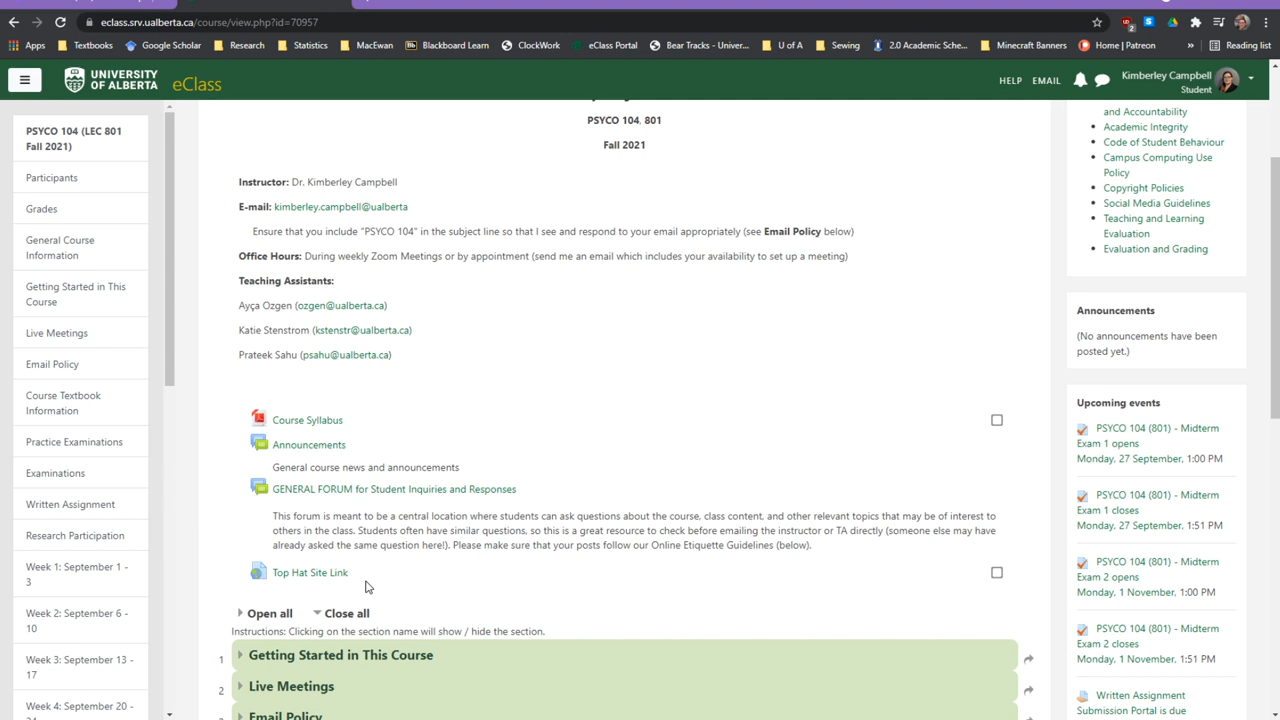 eclass.srv.ualberta.ca/course/view.php?id=70957
Apps
Textbooks
Google Scholar
Research
Statistics
MacEwan
Bb Blackboard Learn
ClockWork
eClass Portal
Bear Tracks - Univer...
U of A
Sewing
2.0 Academic Sche...
Minecraft Banners
Home | Patreon
»
Reading list
UNIVERSITY
OF ALBERTA
eClass
HELP
EMAIL
Kimberley Campbell
Student
PSYCO 104 (LEC 801
Fall 2021)
Participants
Grades
General Course
Information
Getting Started in This
Course
Live Meetings
Email Policy
Course Textbook
Information
Practice Examinations
Examinations
Written Assignment
Research Participation
Week 1: September 1 -
3
Week 2: September 6 -
10
Week 3: September 13 -
17
Week 4: September 20 -
PSYCO 104. 801
Fall 2021
Instructor: Dr. Kimberley Campbell
E-mail: kimberley.campbell@ualberta
Ensure that you include "PSYCO 104" in the subject line so that I see and respond to your email appropriately (see Email Policy below)
Office Hours: During weekly Zoom Meetings or by appointment (send me an email which includes your availability to set up a meeting)
Teaching Assistants:
Ayça Ozgen (ozgen@ualberta.ca)
Katie Stenstrom (kstenstr@ualberta.ca)
Prateek Sahu (psahu@ualberta.ca)
Course Syllabus
Announcements
General course news and announcements
GENERAL FORUM for Student Inquiries and Responses
This forum is meant to be a central location where students can ask questions about the course, class content, and other relevant topics that may be of interest to
others in the class. Students often have similar questions, so this is a great resource to check before emailing the instructor or TA directly (someone else may have
already asked the same question here!). Please make sure that your posts follow our Online Etiquette Guidelines (below).
Top Hat Site Link
Open all
Close all
Instructions: Clicking on the section name will show / hide the section.
1
Getting Started in This Course
2
Live Meetings
Email Policy
and Accountability
Academic Integrity
Code of Student Behaviour
Campus Computing Use
Policy
Copyright Policies
Social Media Guidelines
Teaching and Learning
Evaluation
Evaluation and Grading
Announcements
(No announcements have been
posted yet.)
Upcoming events
PSYCO 104 (801) - Midterm
Exam 1 opens
Monday, 27 September, 1:00 PM
PSYCO 104 (801) - Midterm
Exam 1 closes
Monday, 27 September, 1:51 PM
PSYCO 104 (801) - Midterm
Exam 2 opens
Monday, 1 November, 1:00 PM
PSYCO 104 (801) - Midterm
Exam 2 closes
Monday, 1 November, 1:51 PM
Written Assignment
Submission Portal is due